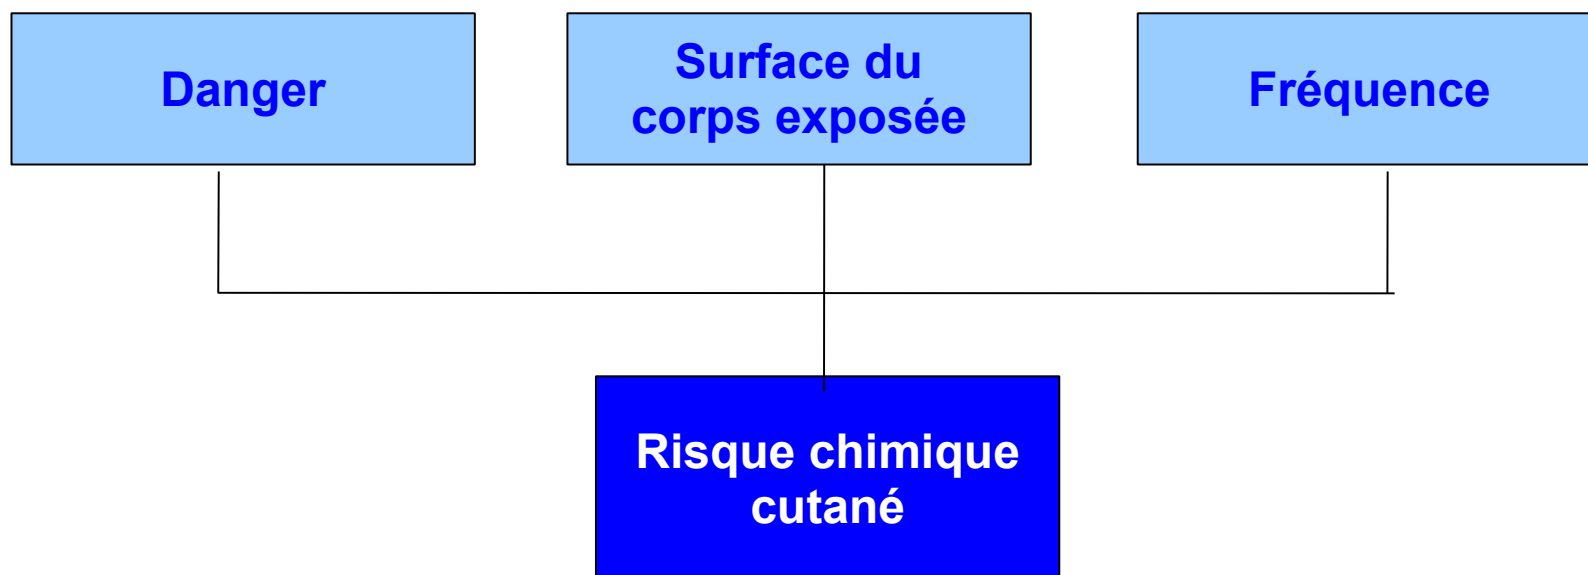 Danger
Surface du
corps exposée
Fréquence
Risque chimique
cutané